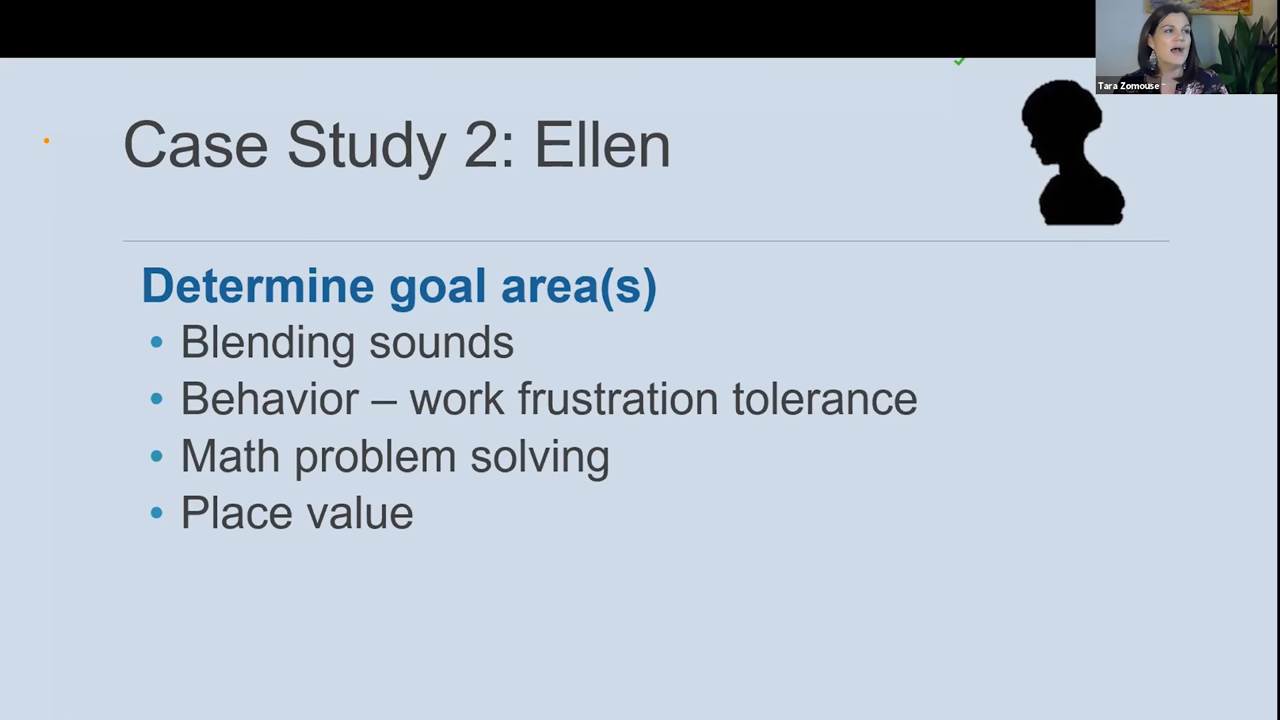 Tara Zomouse
Case Study 2: Ellen
Determine goal area(s)
• Blending sounds
• Behavior – work frustration tolerance
• Math problem solving
• Place value